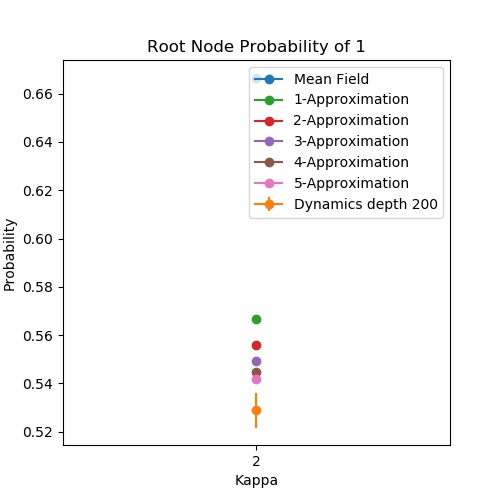 Root Node Probability of 1
Mean Field
1-Approximation
2-Approximation
3-Approximation
4-Approximation
5-Approximation
Dynamics depth 200
0.66
0.64
0.62
0.60
0.58
0.56
0.54
0.52
Probability
2
Kappa